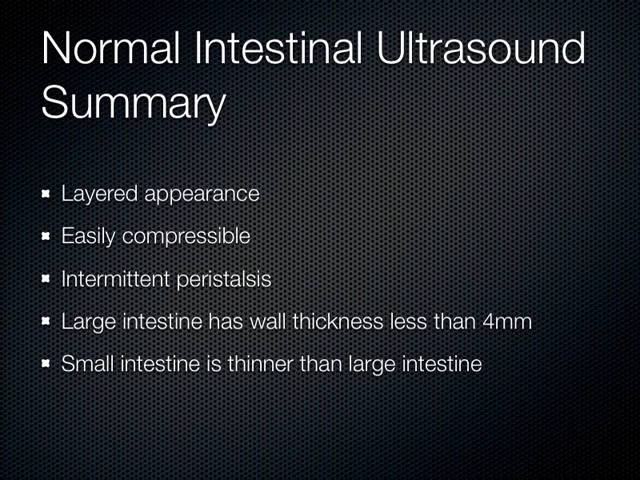 Normal Intestinal Ultrasound
Summary
Layered appearance
Easily compressible
Intermittent peristalsis
Large intestine has wall thickness less than 4mm
Small intestine is thinner than large intestine